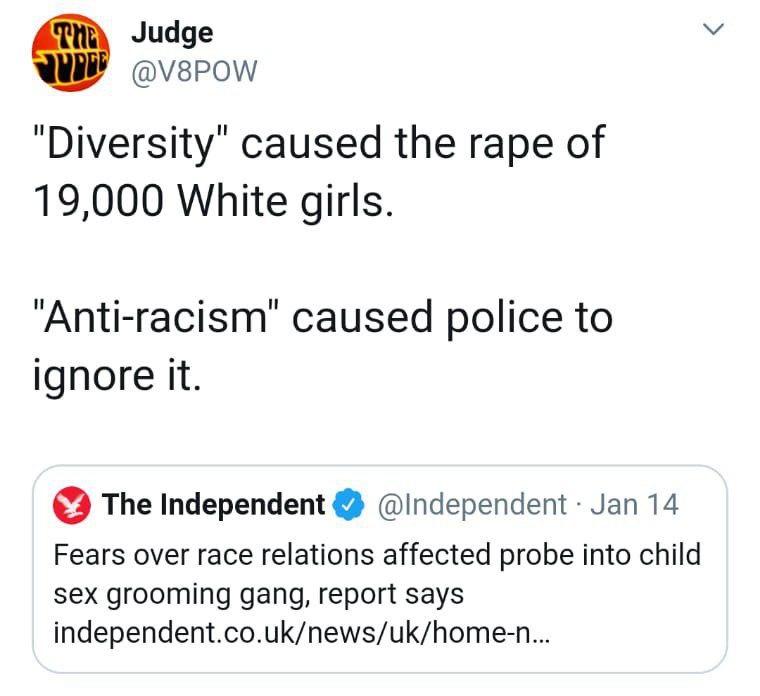 THE
JUDGE
Judge
@V8POW
"Diversity" caused the rape of
19,000 White girls.
"Anti-racism" caused police to
ignore it.
The Independent @Independent · Jan 14
Fears over race relations affected probe into child
sex grooming gang, report says
independent.co.uk/news/uk/home-n...